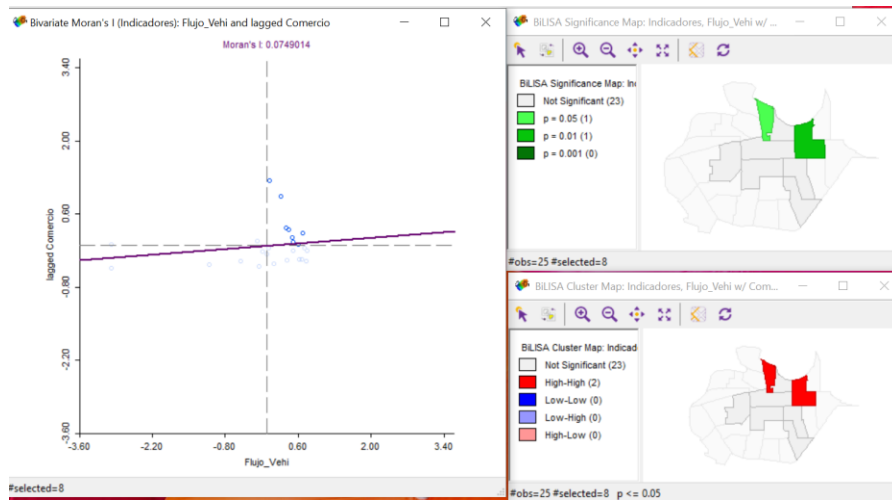 Bivariate Moran's I (Indicadores): Flujo_Vehi and lagged Comercio
Moran's I: 0.0749014
3.40
2.00
0.60
-0.80
-2.20
-3.60
lagged Comercio
-3.60
-2.20
-0.80
0.60
2.00
3.40
Flujo_Vehi
#selected=8
BiLISA Significance Map: Indicadores, Flujo_Vehi w/ ...
BiLISA Significance Map: In
Not Significant (23)
p = 0.05 (1)
p = 0.01 (1)
p = 0.001 (0)
#obs=25 #selected=8
BiLISA Cluster Map: Indicadores, Flujo_Vehi w/ Com...
BiLISA Cluster Map: Indicad
Not Significant (23)
High-High (2)
Low-Low (0)
Low-High (0)
High-Low (0)
#obs=25 #selected=8 p <= 0.05